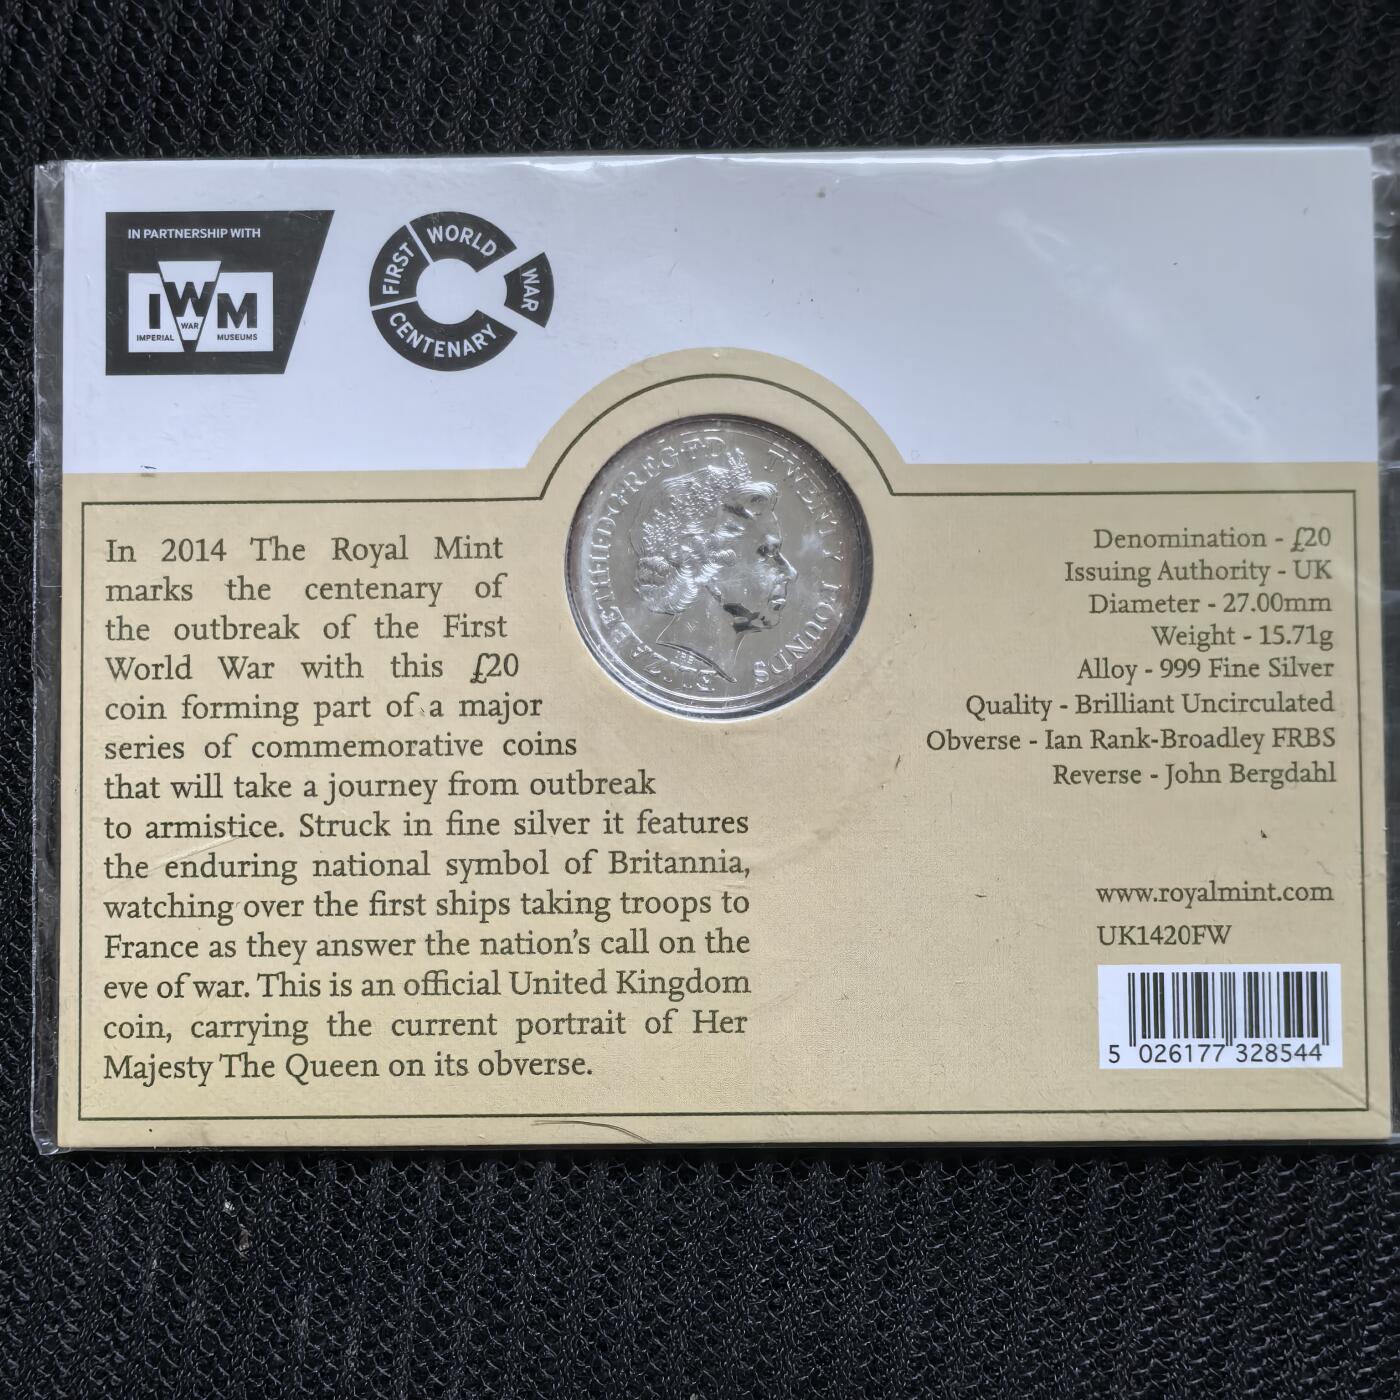 IN PARTNERSHIP WITH
IWM
IMPERIAL WAR MUSEUMS
FIRST WORLD WAR CENTENARY
ELIZABETH·II·D·G·REG·F·D TWENTY POUNDS
IRB
In 2014 The Royal Mint
marks the centenary of
the outbreak of the First
World War with this £20
coin forming part of a major
series of commemorative coins
that will take a journey from outbreak
to armistice. Struck in fine silver it features
the enduring national symbol of Britannia,
watching over the first ships taking troops to
France as they answer the nation's call on the
eve of war. This is an official United Kingdom
coin, carrying the current portrait of Her
Majesty The Queen on its obverse.
Denomination - £20
Issuing Authority - UK
Diameter - 27.00mm
Weight - 15.71g
Alloy - 999 Fine Silver
Quality - Brilliant Uncirculated
Obverse - Ian Rank-Broadley FRBS
Reverse - John Bergdahl
www.royalmint.com
UK1420FW
5 026177 328544